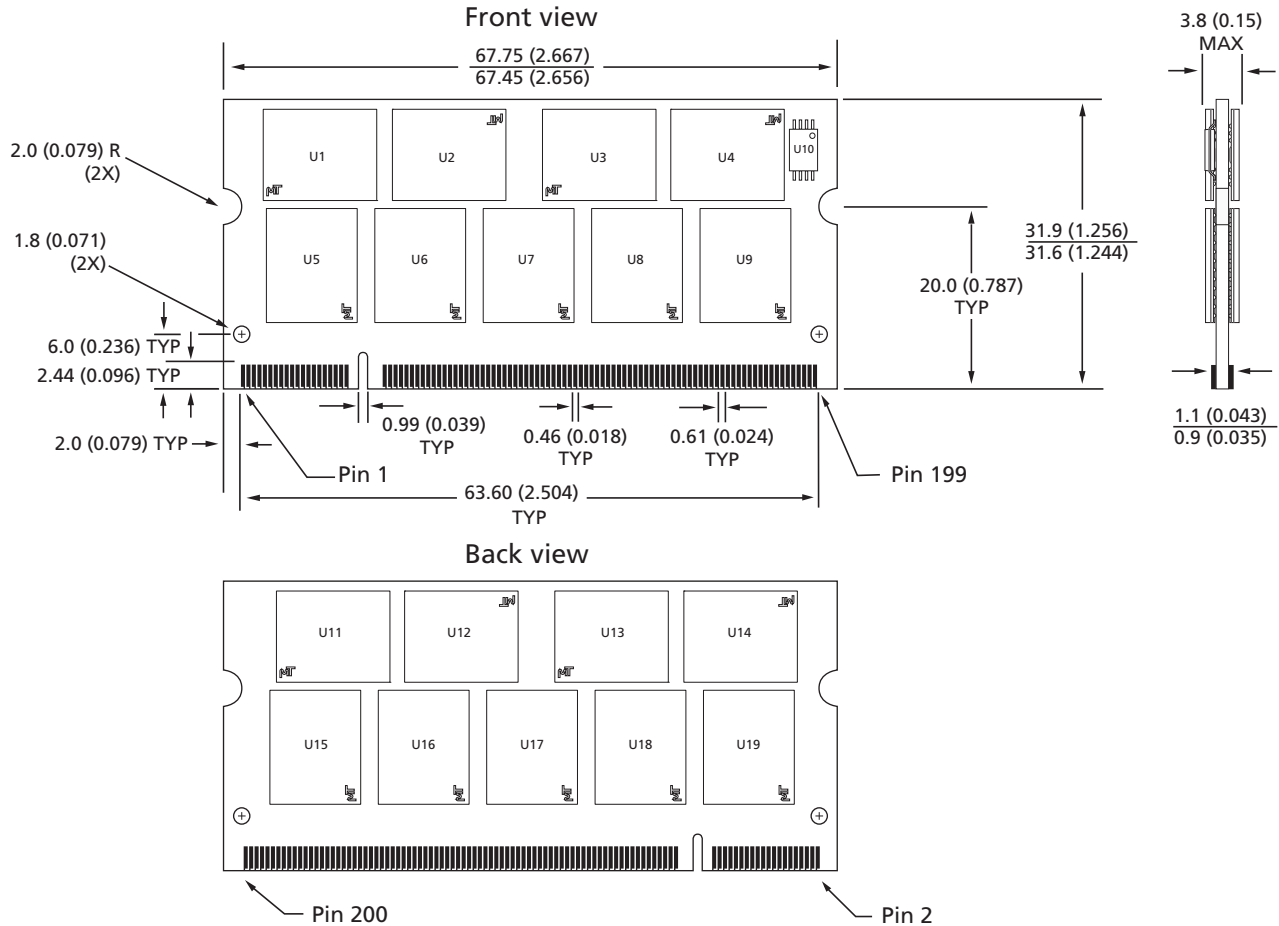 Front view
67.75 (2.667)
67.45 (2.656)
3.8 (0.15)
MAX
2.0 (0.079) R
(2X)
U1
U2
U3
U4
U10
1.8 (0.071)
(2X)
U5
U6
U7
U8
U9
31.9 (1.256)
31.6 (1.244)
20.0 (0.787)
TYP
6.0 (0.236) TYP
2.44 (0.096) TYP
2.0 (0.079) TYP
0.99 (0.039)
TYP
0.46 (0.018)
TYP
0.61 (0.024)
TYP
1.1 (0.043)
0.9 (0.035)
Pin 1
Pin 199
63.60 (2.504)
TYP
Back view
U11
U12
U13
U14
U15
U16
U17
U18
U19
Pin 200
Pin 2